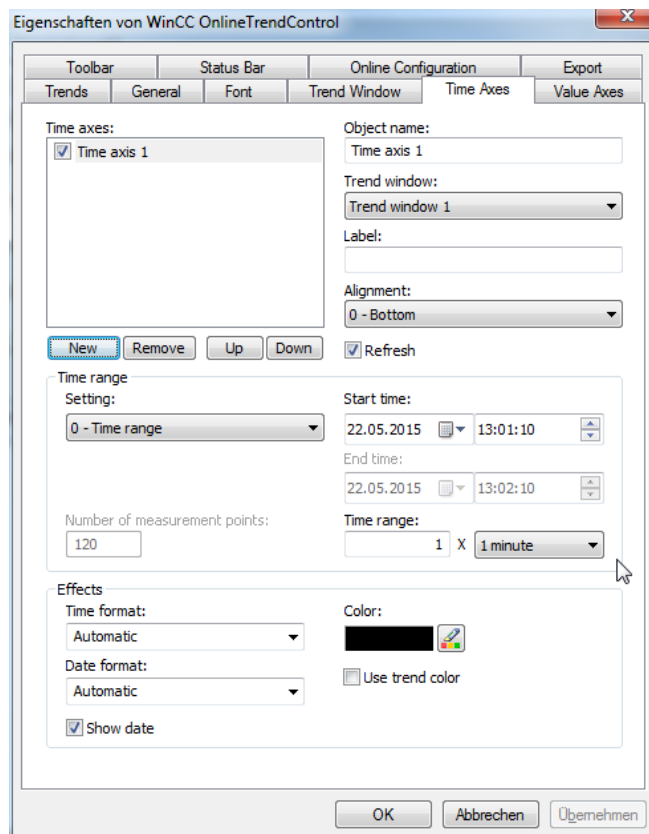 Eigenschaften von WinCC OnlineTrendControl
X
Toolbar Status Bar Online Configuration Export
Trends General Font Trend Window Time Axes Value Axes
Time axes:
Time axis 1
Object name:
Time axis 1
Trend window:
Trend window 1
Label:
Alignment:
0 - Bottom
New Remove Up Down
Refresh
Time range
Setting:
0 - Time range
Start time:
22.05.2015 13:01:10
End time:
22.05.2015 13:02:10
Number of measurement points:
120
Time range:
1 X 1 minute
Effects
Time format:
Automatic
Color:
Date format:
Automatic
Use trend color
Show date
OK Abbrechen Übernehmen